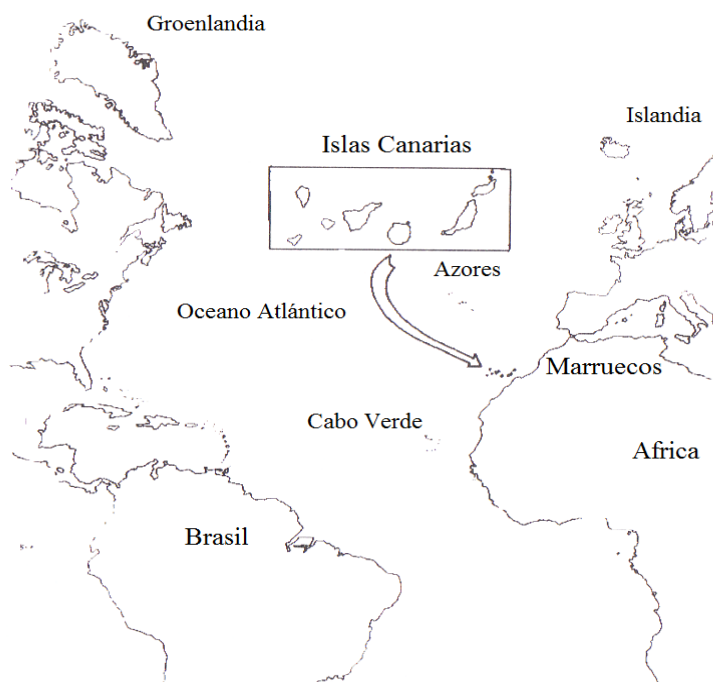 Groenlandia
Islandia
Islas Canarias
Azores
Oceano Atlántico
Marruecos
Cabo Verde
Africa
Brasil